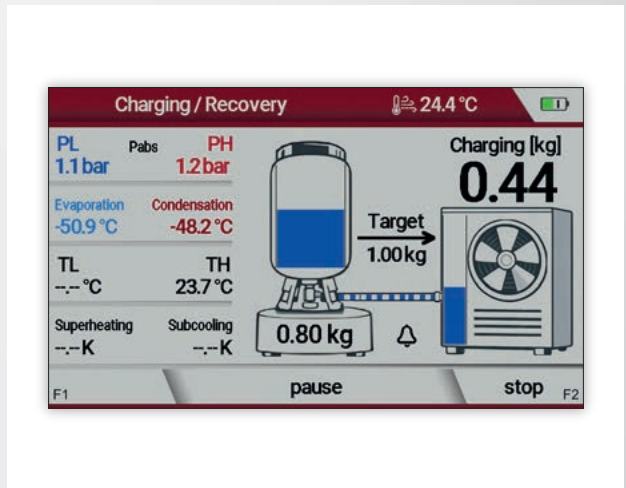 Charging / Recovery 24.4 °C
PL Pabs PH
1.1 bar 1.2 bar
Evaporation Condensation
-50.9 °C -48.2 °C
TL TH
--.-- °C 23.7 °C
Superheating Subcooling
--.-- K --.-- K
Charging [kg]
0.44
Target
1.00 kg
0.80 kg
F1 pause stop F2